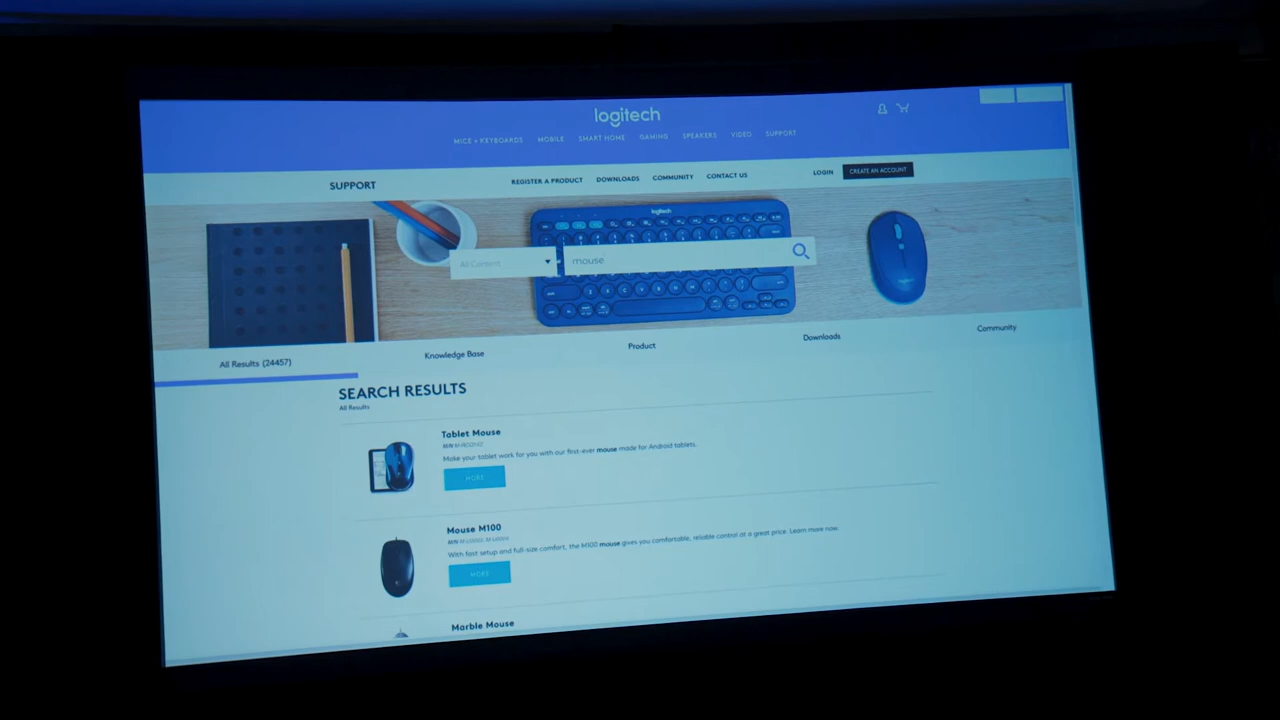 logitech
MICE + KEYBOARDS MOBILE SMART HOME GAMING SPEAKERS VIDEO SUPPORT
SUPPORT REGISTER A PRODUCT DOWNLOADS COMMUNITY CONTACT US LOGIN CREATE AN ACCOUNT
logitech
All Content mouse
All Results (24457) Knowledge Base Product Downloads Community
SEARCH RESULTS
All Results
Tablet Mouse
Make your tablet work for you with our first-ever mouse made for Android tablets.
MORE
Mouse M100
With fast setup and full-size comfort, the M100 mouse gives you comfortable, reliable control at a great price. Learn more now.
MORE
Marble Mouse